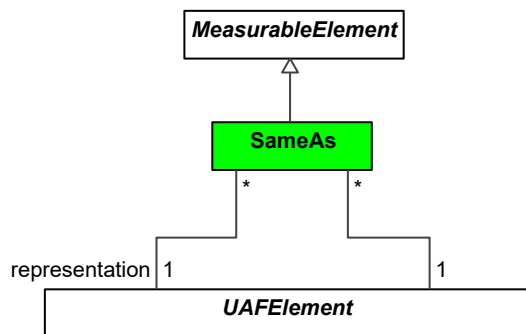 MeasurableElement
SameAs
* *
representation 1 1
UAFElement